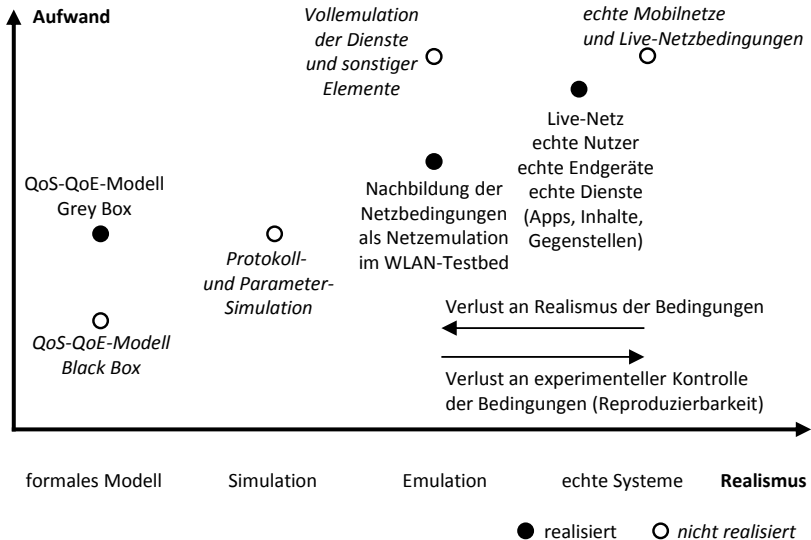 Aufwand
Vollemulation
der Dienste
und sonstiger
Elemente
echte Mobilnetze
und Live-Netzbedingungen
Live-Netz
echte Nutzer
echte Endgeräte
echte Dienste
(Apps, Inhalte,
Gegenstellen)
QoS-QoE-Modell
Grey Box
Nachbildung der
Netzbedingungen
als Netzemulation
im WLAN-Testbed
Protokoll-
und Parameter-
Simulation
QoS-QoE-Modell
Black Box
Verlust an Realismus der Bedingungen
Verlust an experimenteller Kontrolle
der Bedingungen (Reproduzierbarkeit)
formales Modell
Simulation
Emulation
echte Systeme
Realismus
realisiert
nicht realisiert